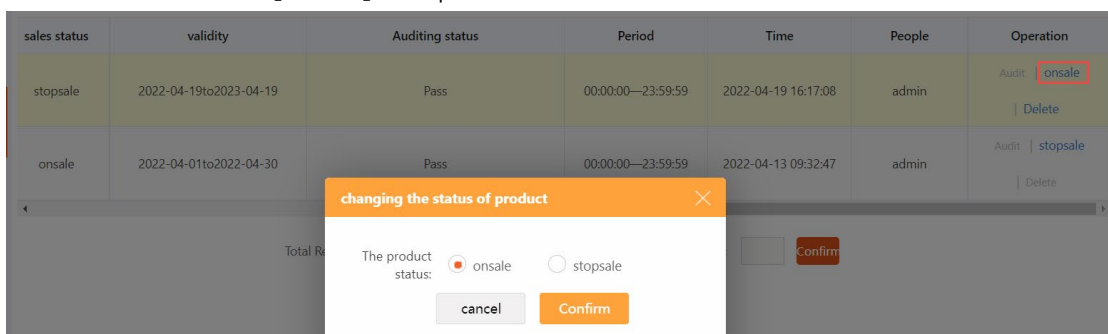 sales status validity Auditing status Period Time People Operation
stopsale 2022-04-19to2023-04-19 Pass 00:00:00—23:59:59 2022-04-19 16:17:08 admin Audit | onsale
| Delete
onsale 2022-04-01to2022-04-30 Pass 00:00:00—23:59:59 2022-04-13 09:32:47 admin Audit | stopsale
| Delete
changing the status of product
Total Confirm
The product
status: onsale stopsale
cancel Confirm